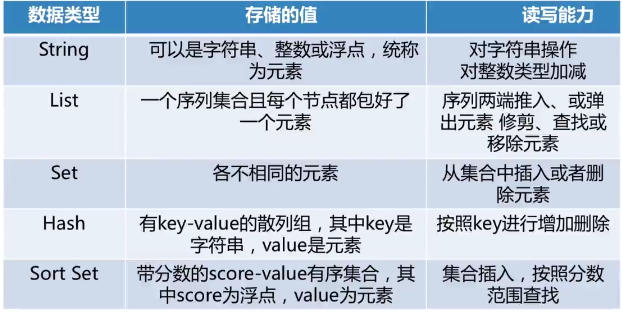 数据类型 存储的值 读写能力
String 可以是字符串、整数或浮点，统称 对字符串操作
为元素 对整数类型加减
List 一个序列集合且每个节点都包好了 序列两端推入、或弹
一个元素 出元素 修剪、查找或
移除元素
Set 各不相同的元素 从集合中插入或者删
除元素
Hash 有key-value的散列组，其中key是 按照key进行增加删除
字符串，value是元素
Sort Set 带分数的score-value有序集合，其 集合插入，按照分数
中score为浮点，value为元素 范围查找